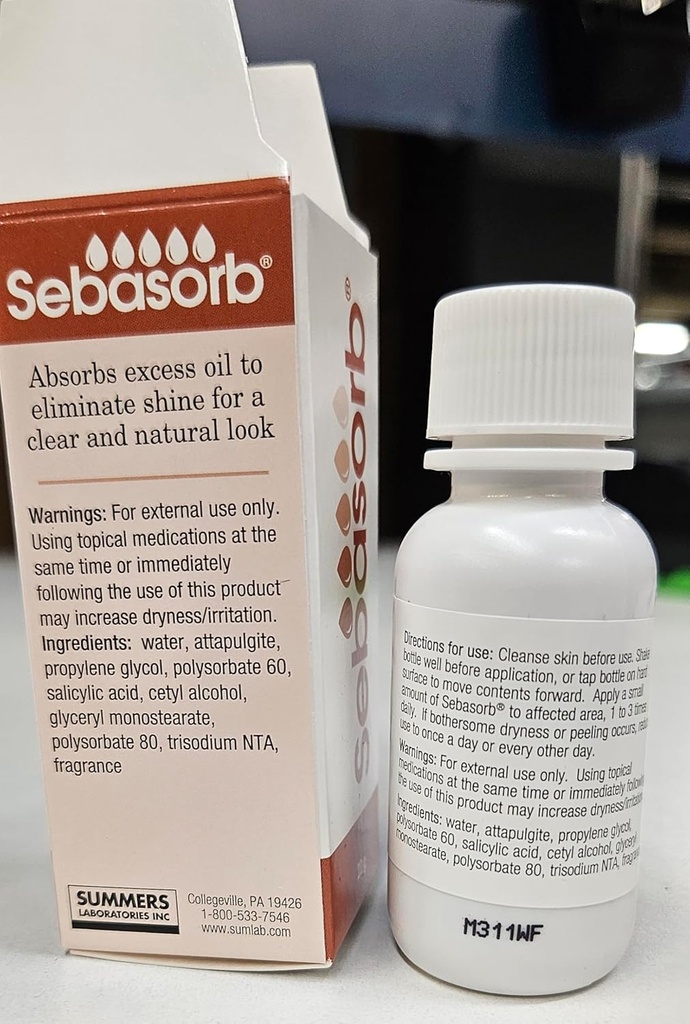 Sebasorb®
Absorbs excess oil to
eliminate shine for a
clear and natural look
Warnings: For external use only.
Using topical medications at the
same time or immediately
following the use of this product
may increase dryness/irritation.
Ingredients: water, attapulgite,
propylene glycol, polysorbate 60,
salicylic acid, cetyl alcohol,
glyceryl monostearate,
polysorbate 80, trisodium NTA,
fragrance
SUMMERS
LABORATORIES INC
Collegeville, PA 19426
1-800-533-7546
www.sumlab.com
Sebasorb®
Directions for use: Cleanse skin before use. Shake
bottle well before application, or tap bottle on hard
surface to move contents forward. Apply a small
amount of Sebasorb® to affected area, 1 to 3 times
daily. If bothersome dryness or peeling occurs,
use to once a day or every other day.
Warnings: For external use only. Using topical
medications at the same time or immediately
the use of this product may increase dryness/
Ingredients: water, attapulgite, propylene glycol,
polysorbate 60, salicylic acid, cetyl alcohol, glyceryl
monostearate, polysorbate 80, trisodium NTA,
M311WF